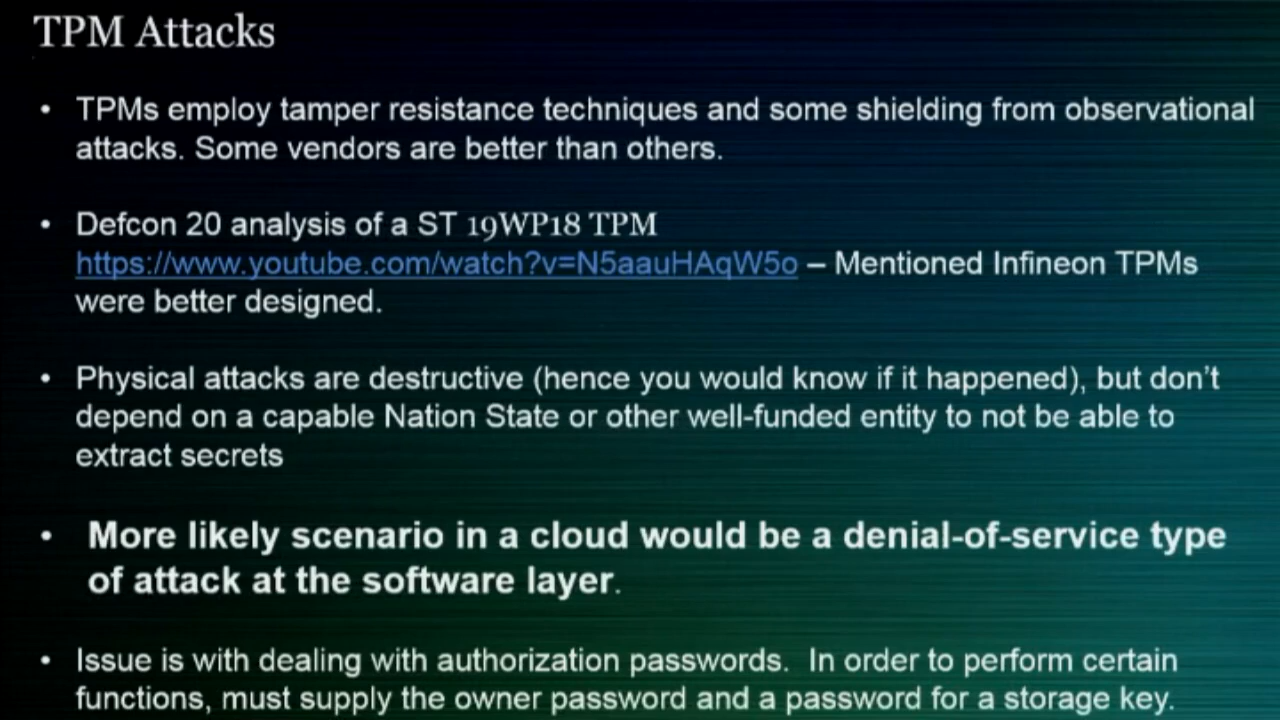 TPM Attacks
• TPMs employ tamper resistance techniques and some shielding from observational
attacks. Some vendors are better than others.
• Defcon 20 analysis of a ST 19WP18 TPM
https://www.youtube.com/watch?v=N5aauHAqW5o – Mentioned Infineon TPMs
were better designed.
• Physical attacks are destructive (hence you would know if it happened), but don’t
depend on a capable Nation State or other well-funded entity to not be able to
extract secrets
• More likely scenario in a cloud would be a denial-of-service type
of attack at the software layer.
• Issue is with dealing with authorization passwords. In order to perform certain
functions, must supply the owner password and a password for a storage key.